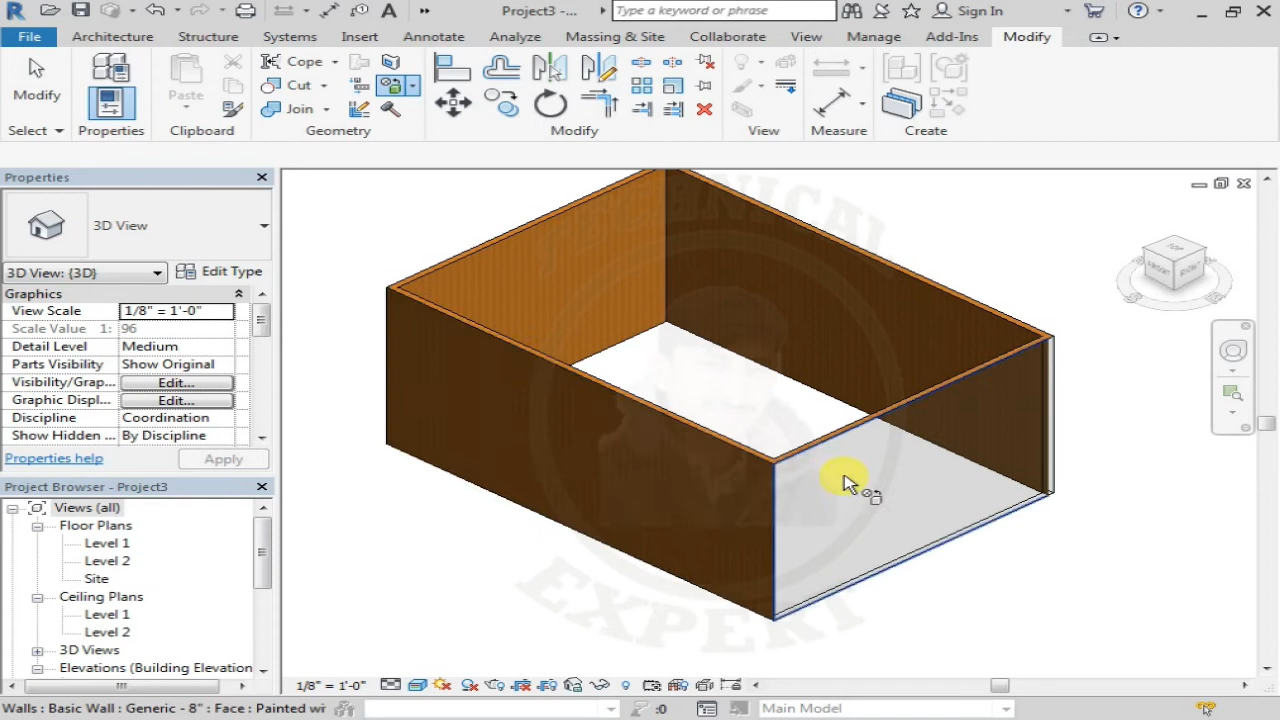 Project3 -...
Type a keyword or phrase
Sign In
File Architecture Structure Systems Insert Annotate Analyze Massing & Site Collaborate View Manage Add-Ins Modify
Modify
Paste
Cope
Cut
Join
Select Properties Clipboard Geometry Modify View Measure Create
Properties
3D View
3D View: {3D} Edit Type
Graphics
View Scale 1/8" = 1'-0"
Scale Value 1: 96
Detail Level Medium
Parts Visibility Show Original
Visibility/Grap... Edit...
Graphic Displ... Edit...
Discipline Coordination
Show Hidden ... By Discipline
Properties help Apply
Project Browser - Project3
Views (all)
Floor Plans
Level 1
Level 2
Site
Ceiling Plans
Level 1
Level 2
3D Views
Elevations (Building Elevation
TECHNICAL
EXPERT
TOP
FRONT
RIGHT
1/8" = 1'-0"
Walls : Basic Wall : Generic - 8" : Face : Painted wi
:0
Main Model